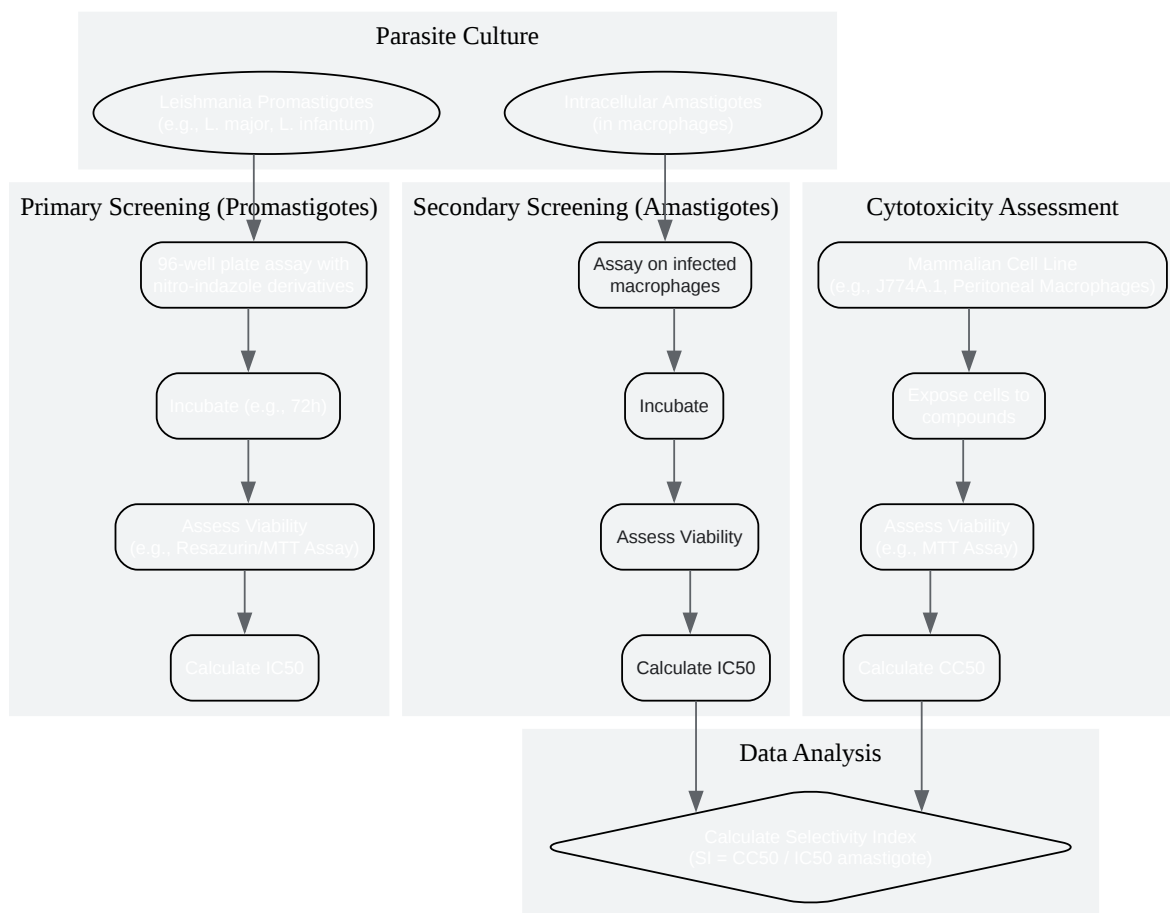 Parasite Culture
Leishmania Promastigotes
(e.g., L. major, L. infantum)
Intracellular Amastigotes
(in macrophages)
Primary Screening (Promastigotes)
96-well plate assay with
nitro-indazole derivatives
Incubate (e.g., 72h)
Assess Viability
(e.g., Resazurin/MTT Assay)
Calculate IC50
Secondary Screening (Amastigotes)
Assay on infected
macrophages
Incubate
Assess Viability
Calculate IC50
Cytotoxicity Assessment
Mammalian Cell Line
(e.g., J774A.1, Peritoneal Macrophages)
Expose cells to
compounds
Assess Viability
(e.g., MTT Assay)
Calculate CC50
Data Analysis
Calculate Selectivity Index
(SI = CC50 / IC50 amastigote)